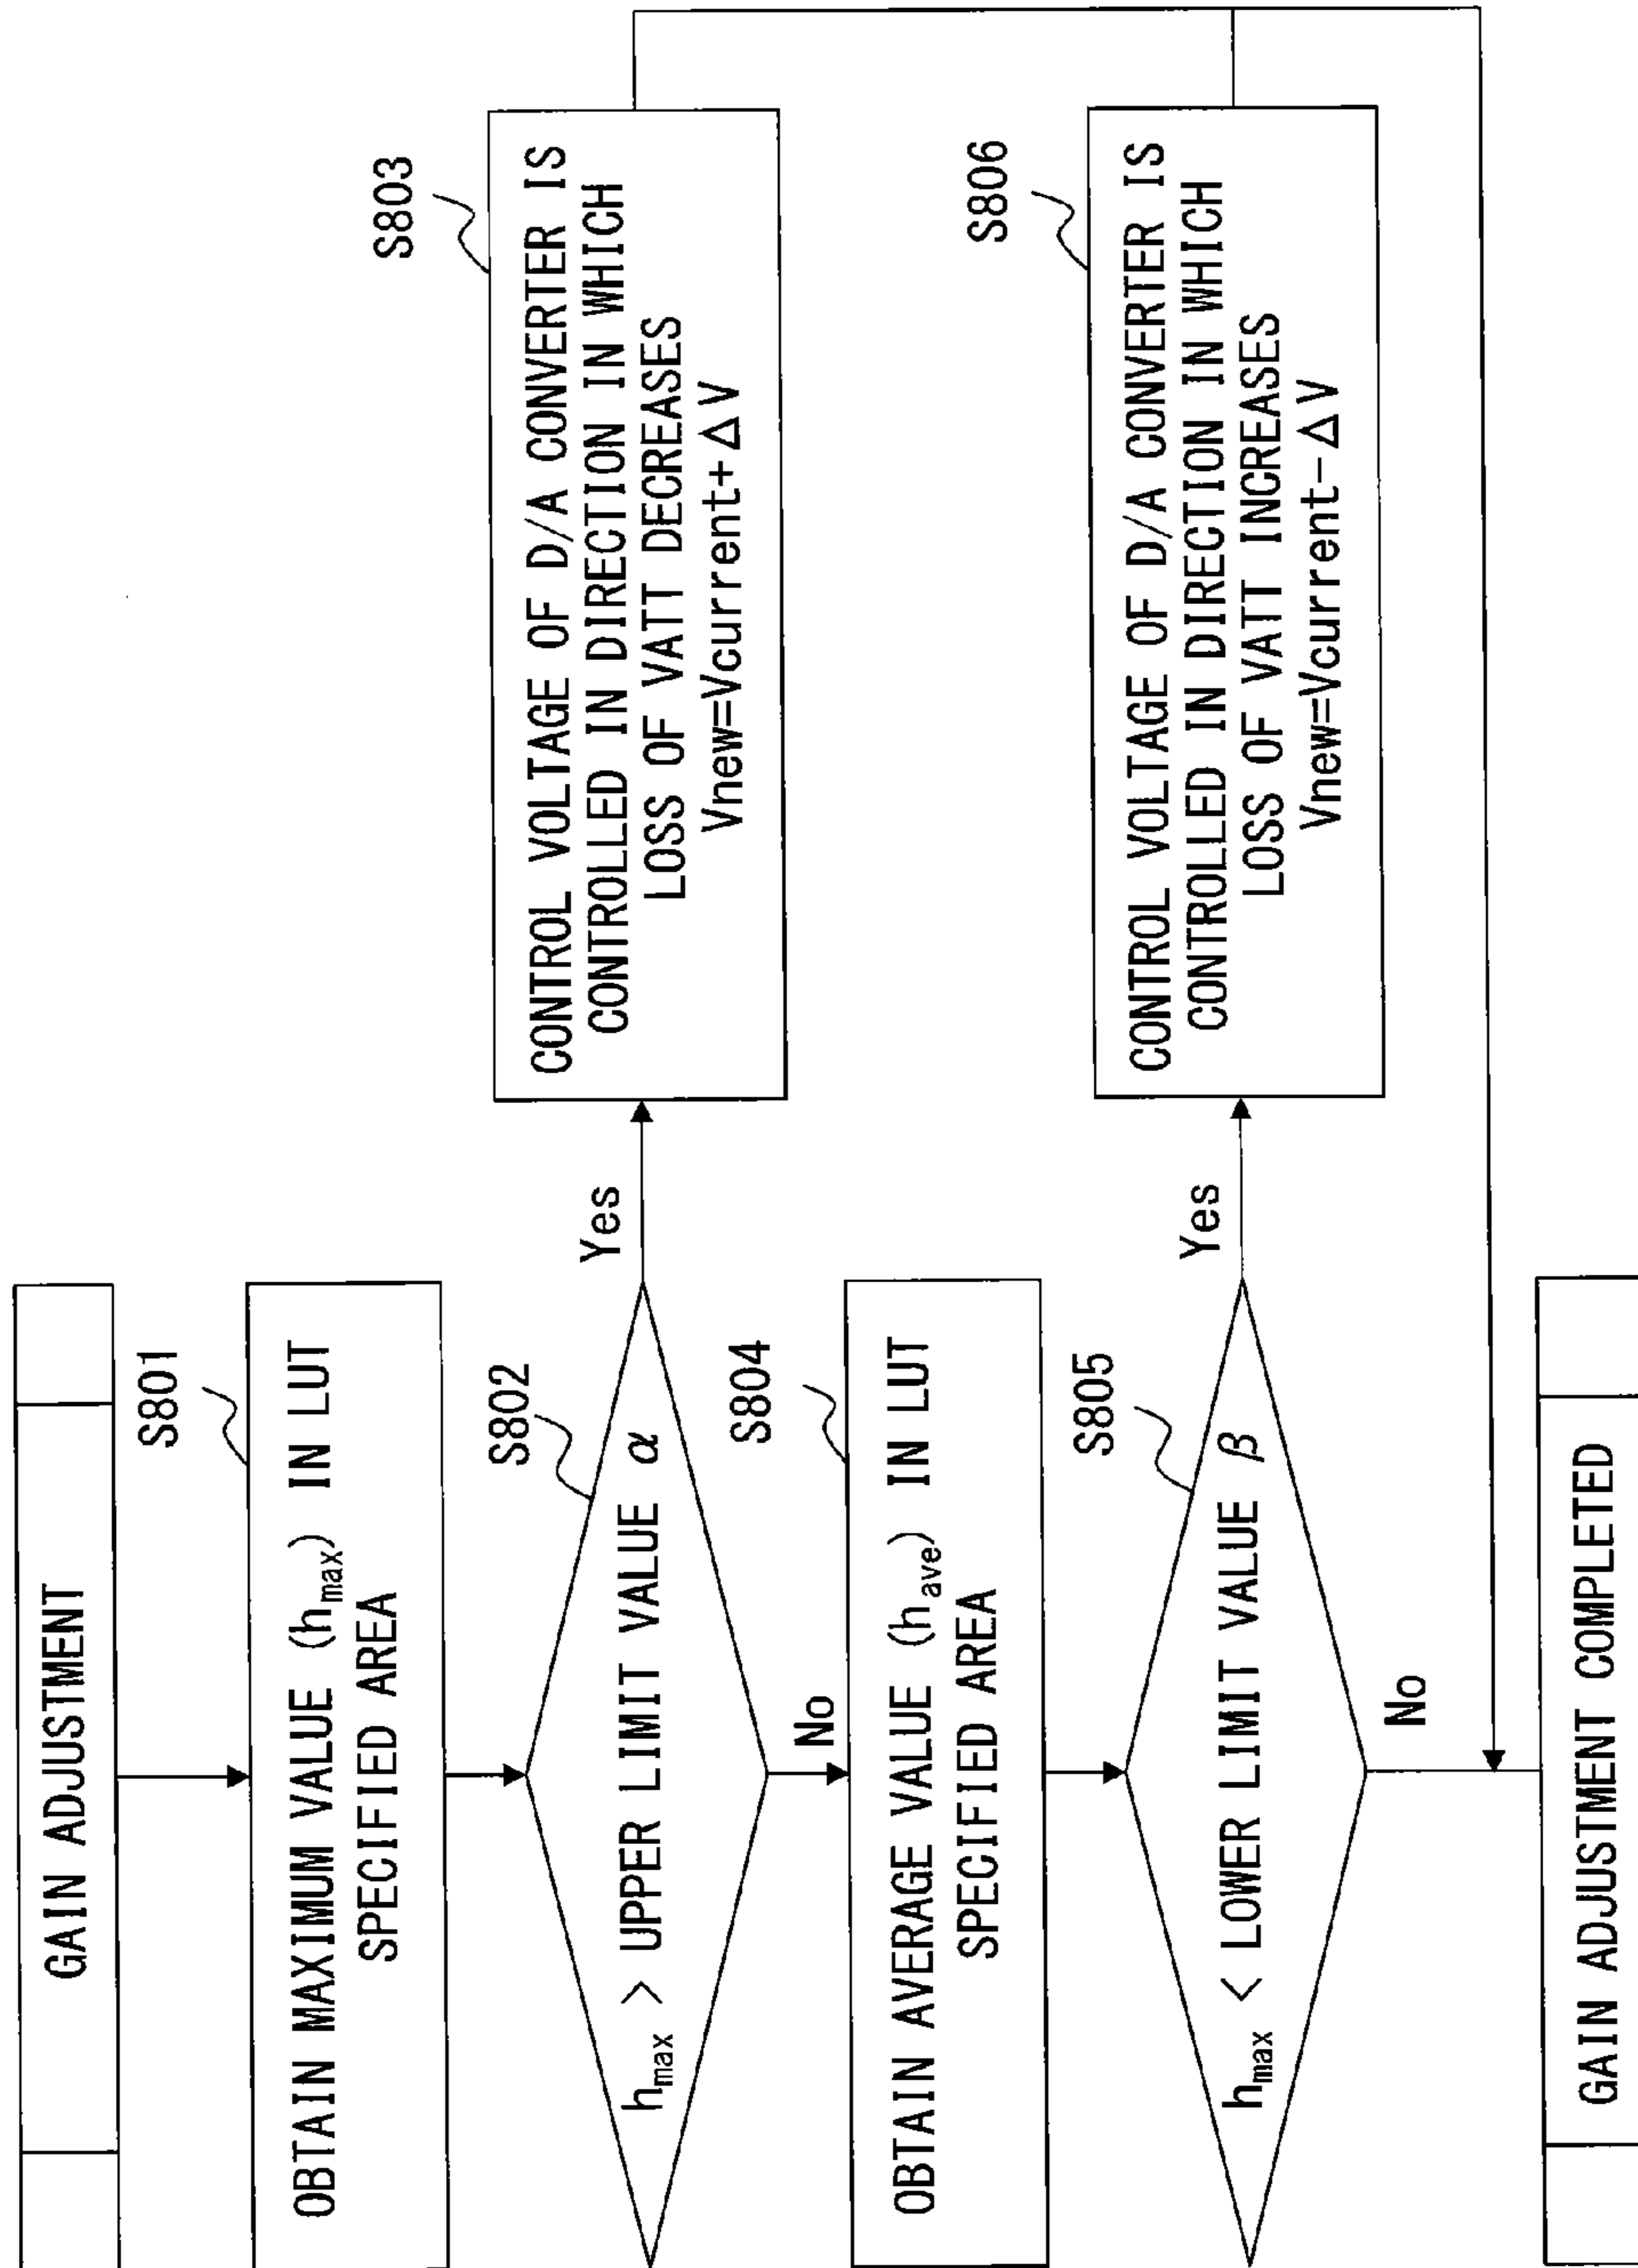 GAIN ADJUSTMENT
S801
OBTAIN MAXIMUM VALUE (hmax) IN LUT
SPECIFIED AREA
S802
hmax > UPPER LIMIT VALUE α
Yes
No
S803
CONTROL VOLTAGE OF D/A CONVERTER IS
CONTROLLED IN DIRECTION IN WHICH
LOSS OF VATT DECREASES
Vnew=Vcurrent+ΔV
S804
OBTAIN AVERAGE VALUE (have) IN LUT
SPECIFIED AREA
S805
hmax < LOWER LIMIT VALUE β
Yes
No
S806
CONTROL VOLTAGE OF D/A CONVERTER IS
CONTROLLED IN DIRECTION IN WHICH
LOSS OF VATT INCREASES
Vnew=Vcurrent-ΔV
GAIN ADJUSTMENT COMPLETED